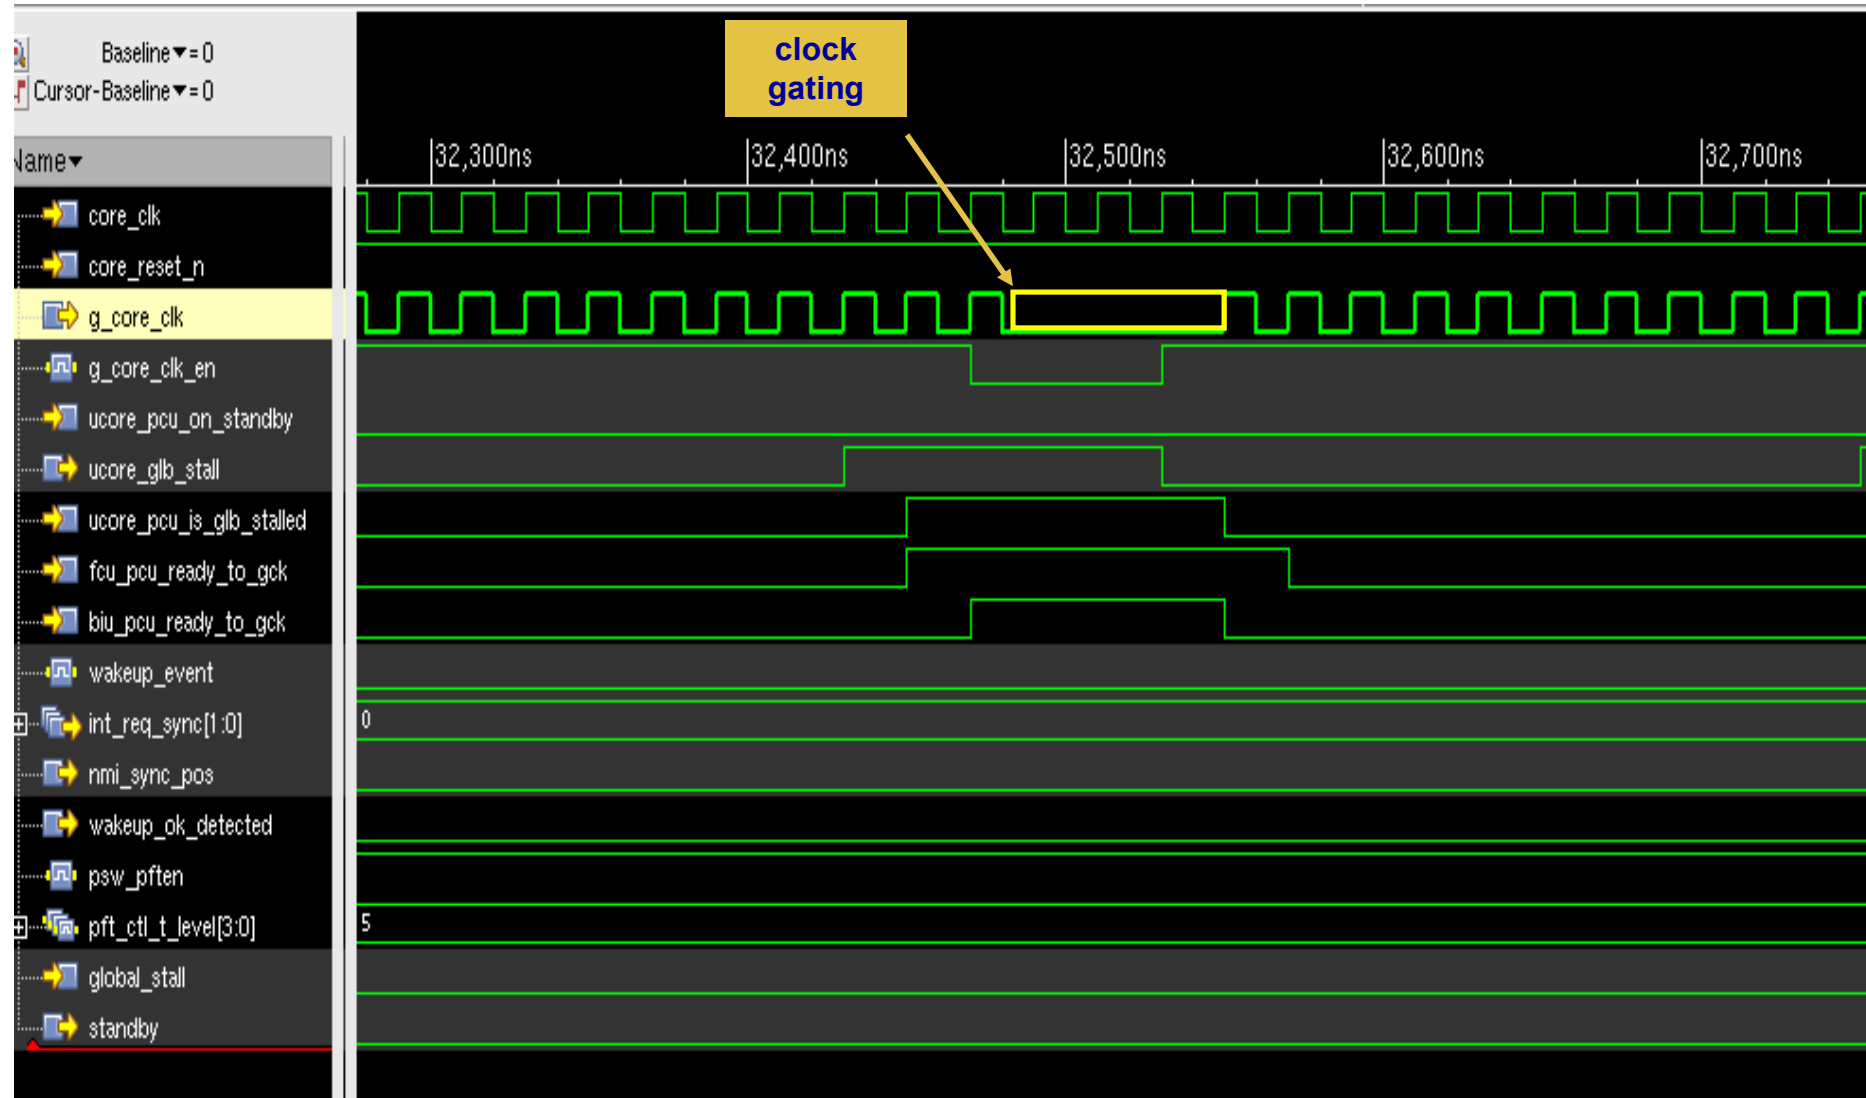 Baseline▼= 0
Cursor-Baseline▼= 0
clock
gating
Name▼
32,300ns 32,400ns 32,500ns 32,600ns 32,700ns
core_clk
core_reset_n
g_core_clk
g_core_clk_en
ucore_pcu_on_standby
ucore_glb_stall
ucore_pcu_is_glb_stalled
fcu_pcu_ready_to_gck
biu_pcu_ready_to_gck
wakeup_event
int_req_sync[1:0] 0
nmi_sync_pos
wakeup_ok_detected
psw_pften
pft_ctl_t_level[3:0] 5
global_stall
standby